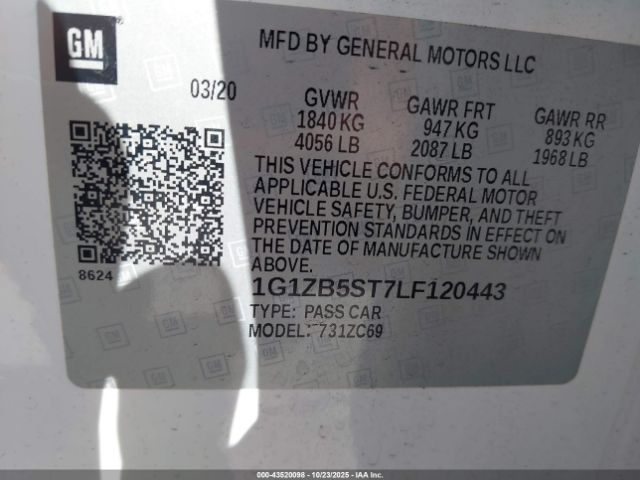 GM
MFD BY GENERAL MOTORS LLC
03/20
GVWR
1840 KG
4056 LB
GAWR FRT
947 KG
2087 LB
GAWR RR
893 KG
1968 LB
THIS VEHICLE CONFORMS TO ALL
APPLICABLE U.S. FEDERAL MOTOR
VEHICLE SAFETY, BUMPER, AND THEFT
PREVENTION STANDARDS IN EFFECT ON
THE DATE OF MANUFACTURE SHOWN
ABOVE.
8624
1G1ZB5ST7LF120443
TYPE: PASS CAR
MODEL: 731ZC69
000-43520098 - 10/23/2025 - IAAI.COM